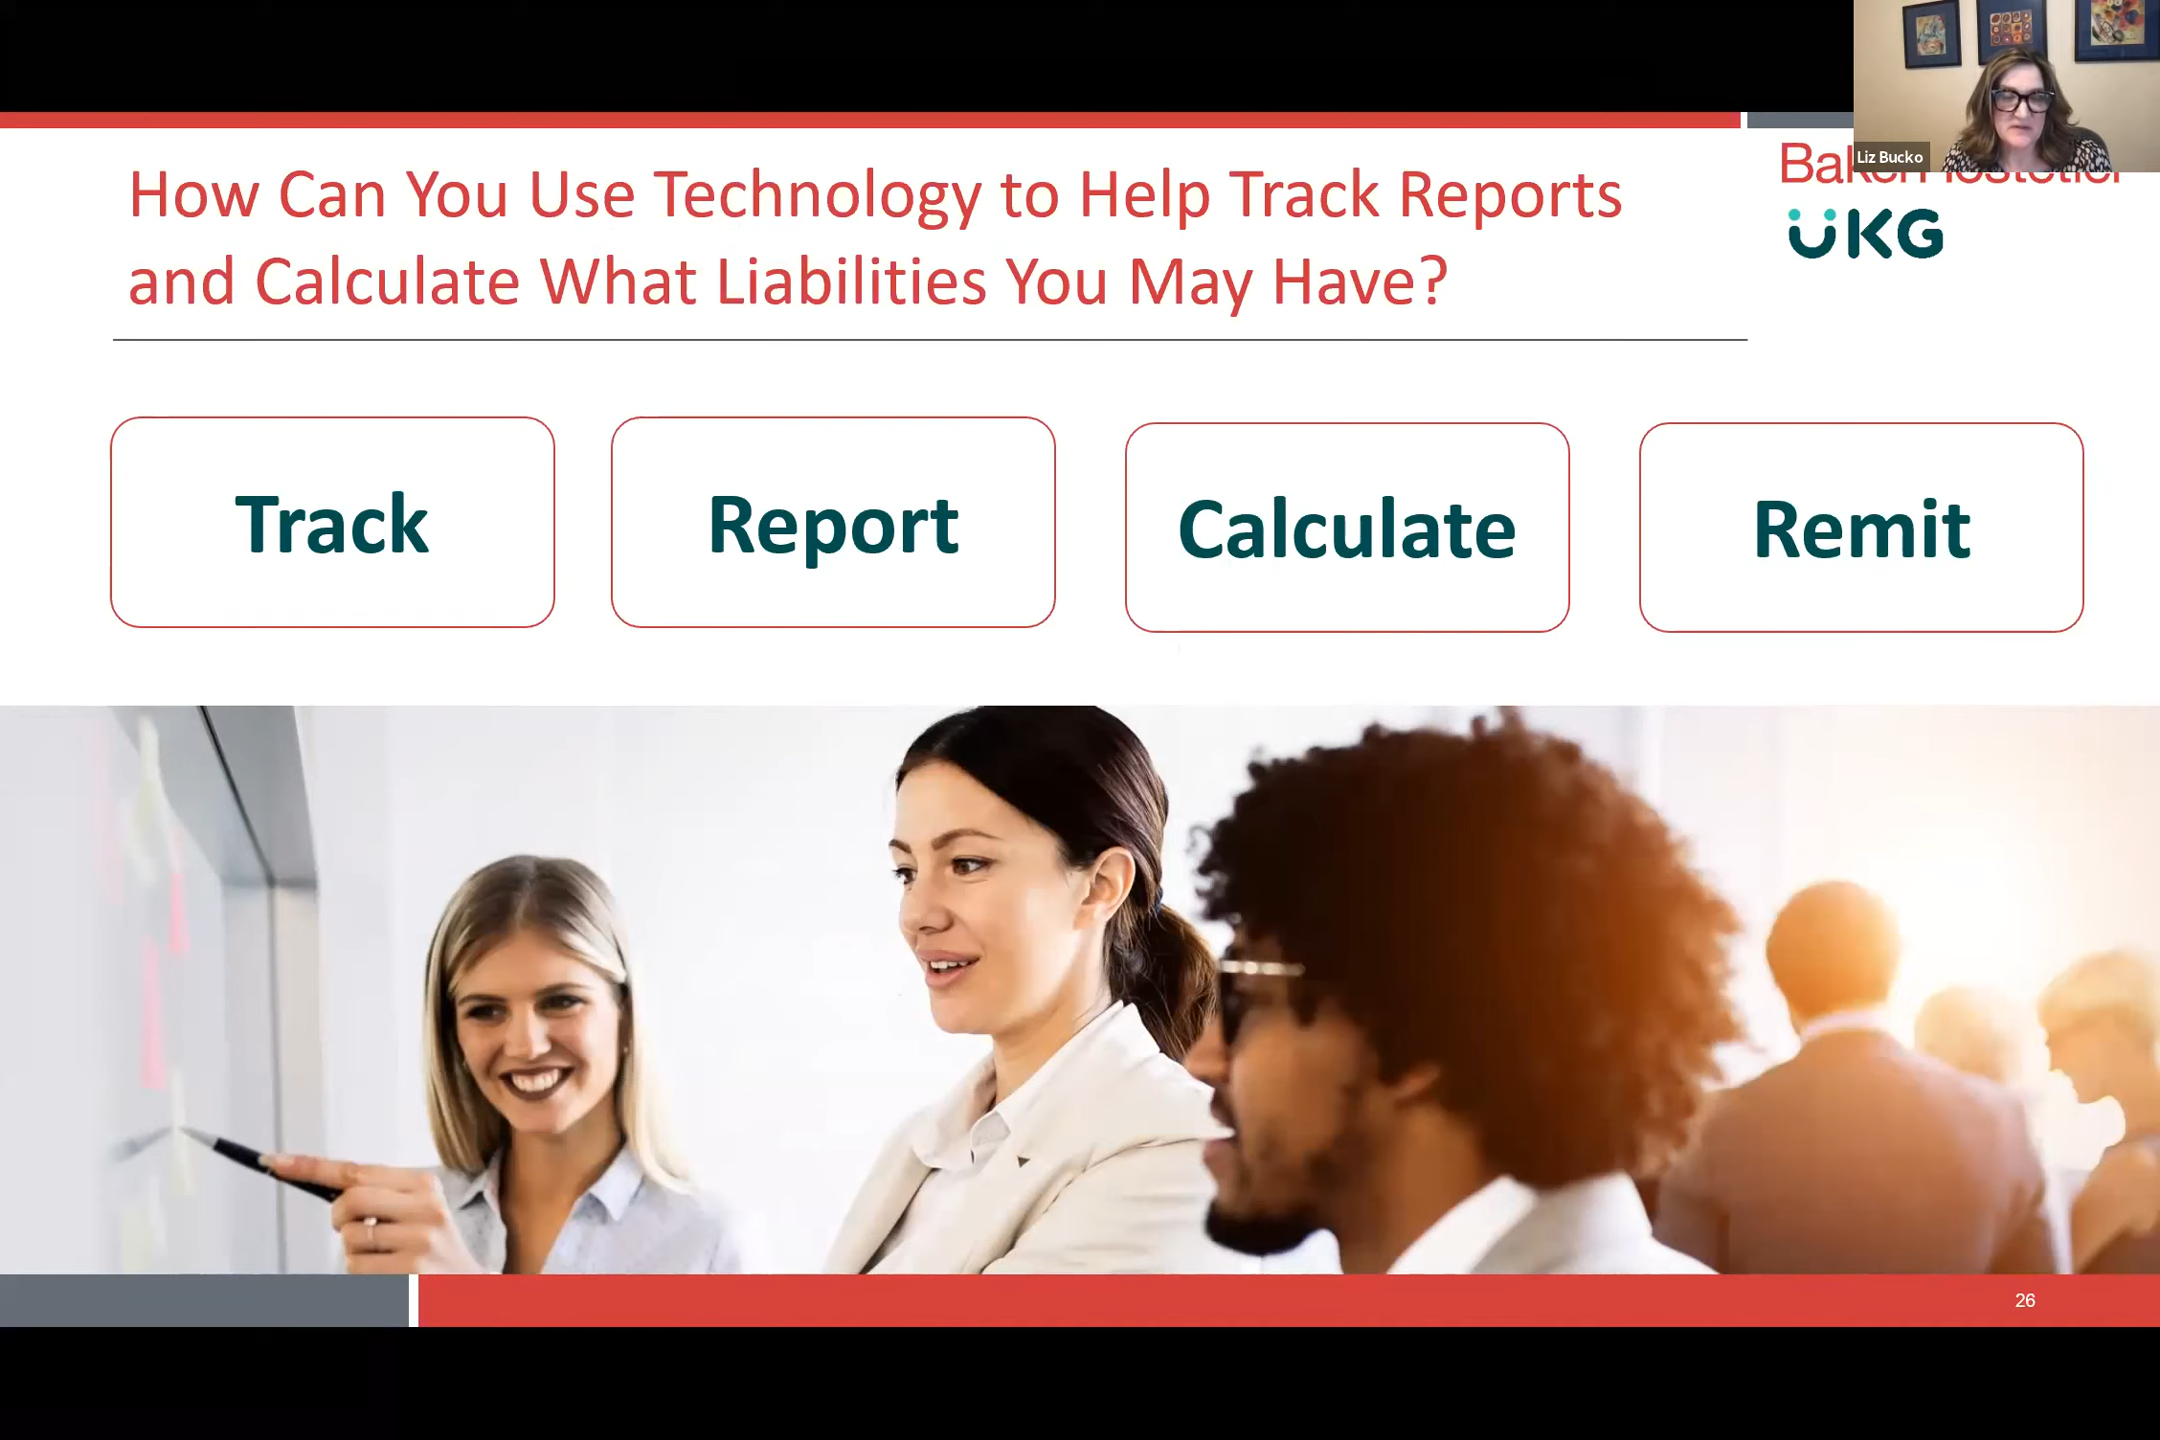 How Can You Use Technology to Help Track Reports
and Calculate What Liabilities You May Have?
Liz Bucko
UKG
Track
Report
Calculate
Remit
26